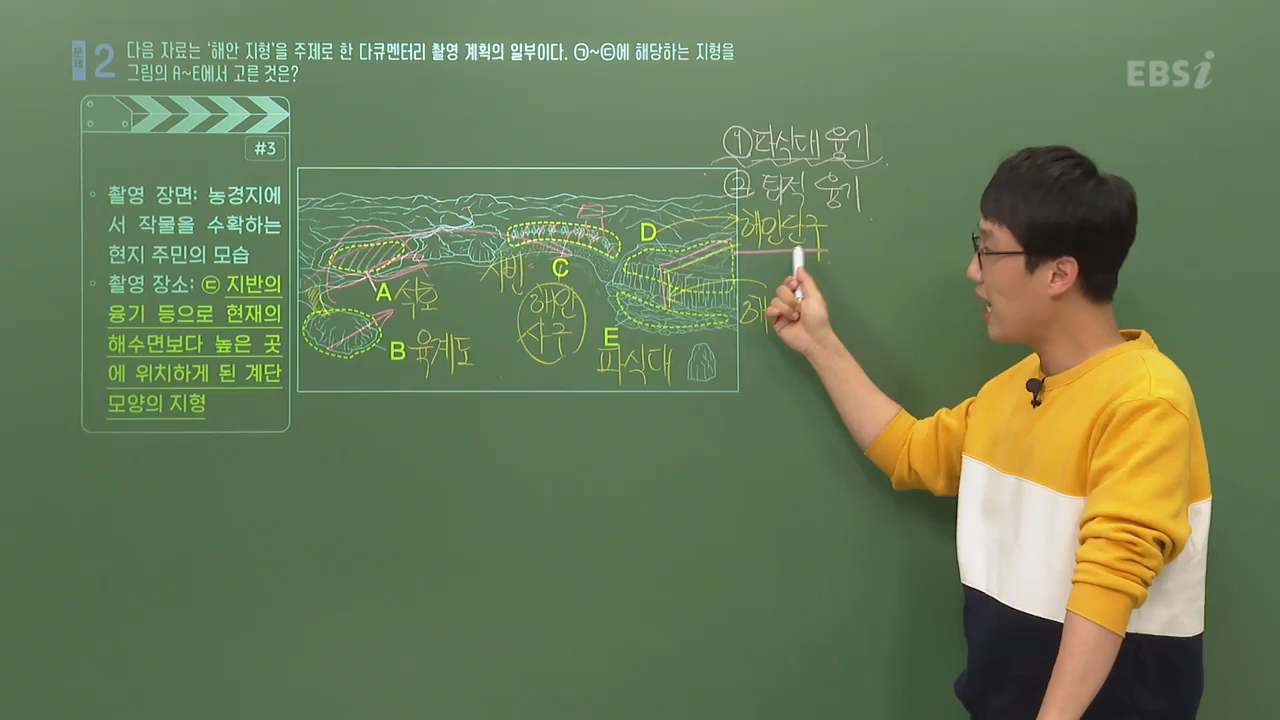 문제 2 다음 자료는 ‘해안 지형’을 주제로 한 다큐멘터리 촬영 계획의 일부이다. ㉠~㉢에 해당하는 지형을
그림의 A~E에서 고른 것은?
EBSi
#3
◦ 촬영 장면: 농경지에
서 작물을 수확하는
현지 주민의 모습
◦ 촬영 장소: ㉢ 지반의
융기 등으로 현재의
해수면보다 높은 곳
에 위치하게 된 계단
모양의 지형
① 파식대 융기
② 퇴적 융기
D 해안단구
C 해안
사구
사빈
A 석호
B 육계도
E 파식대
해